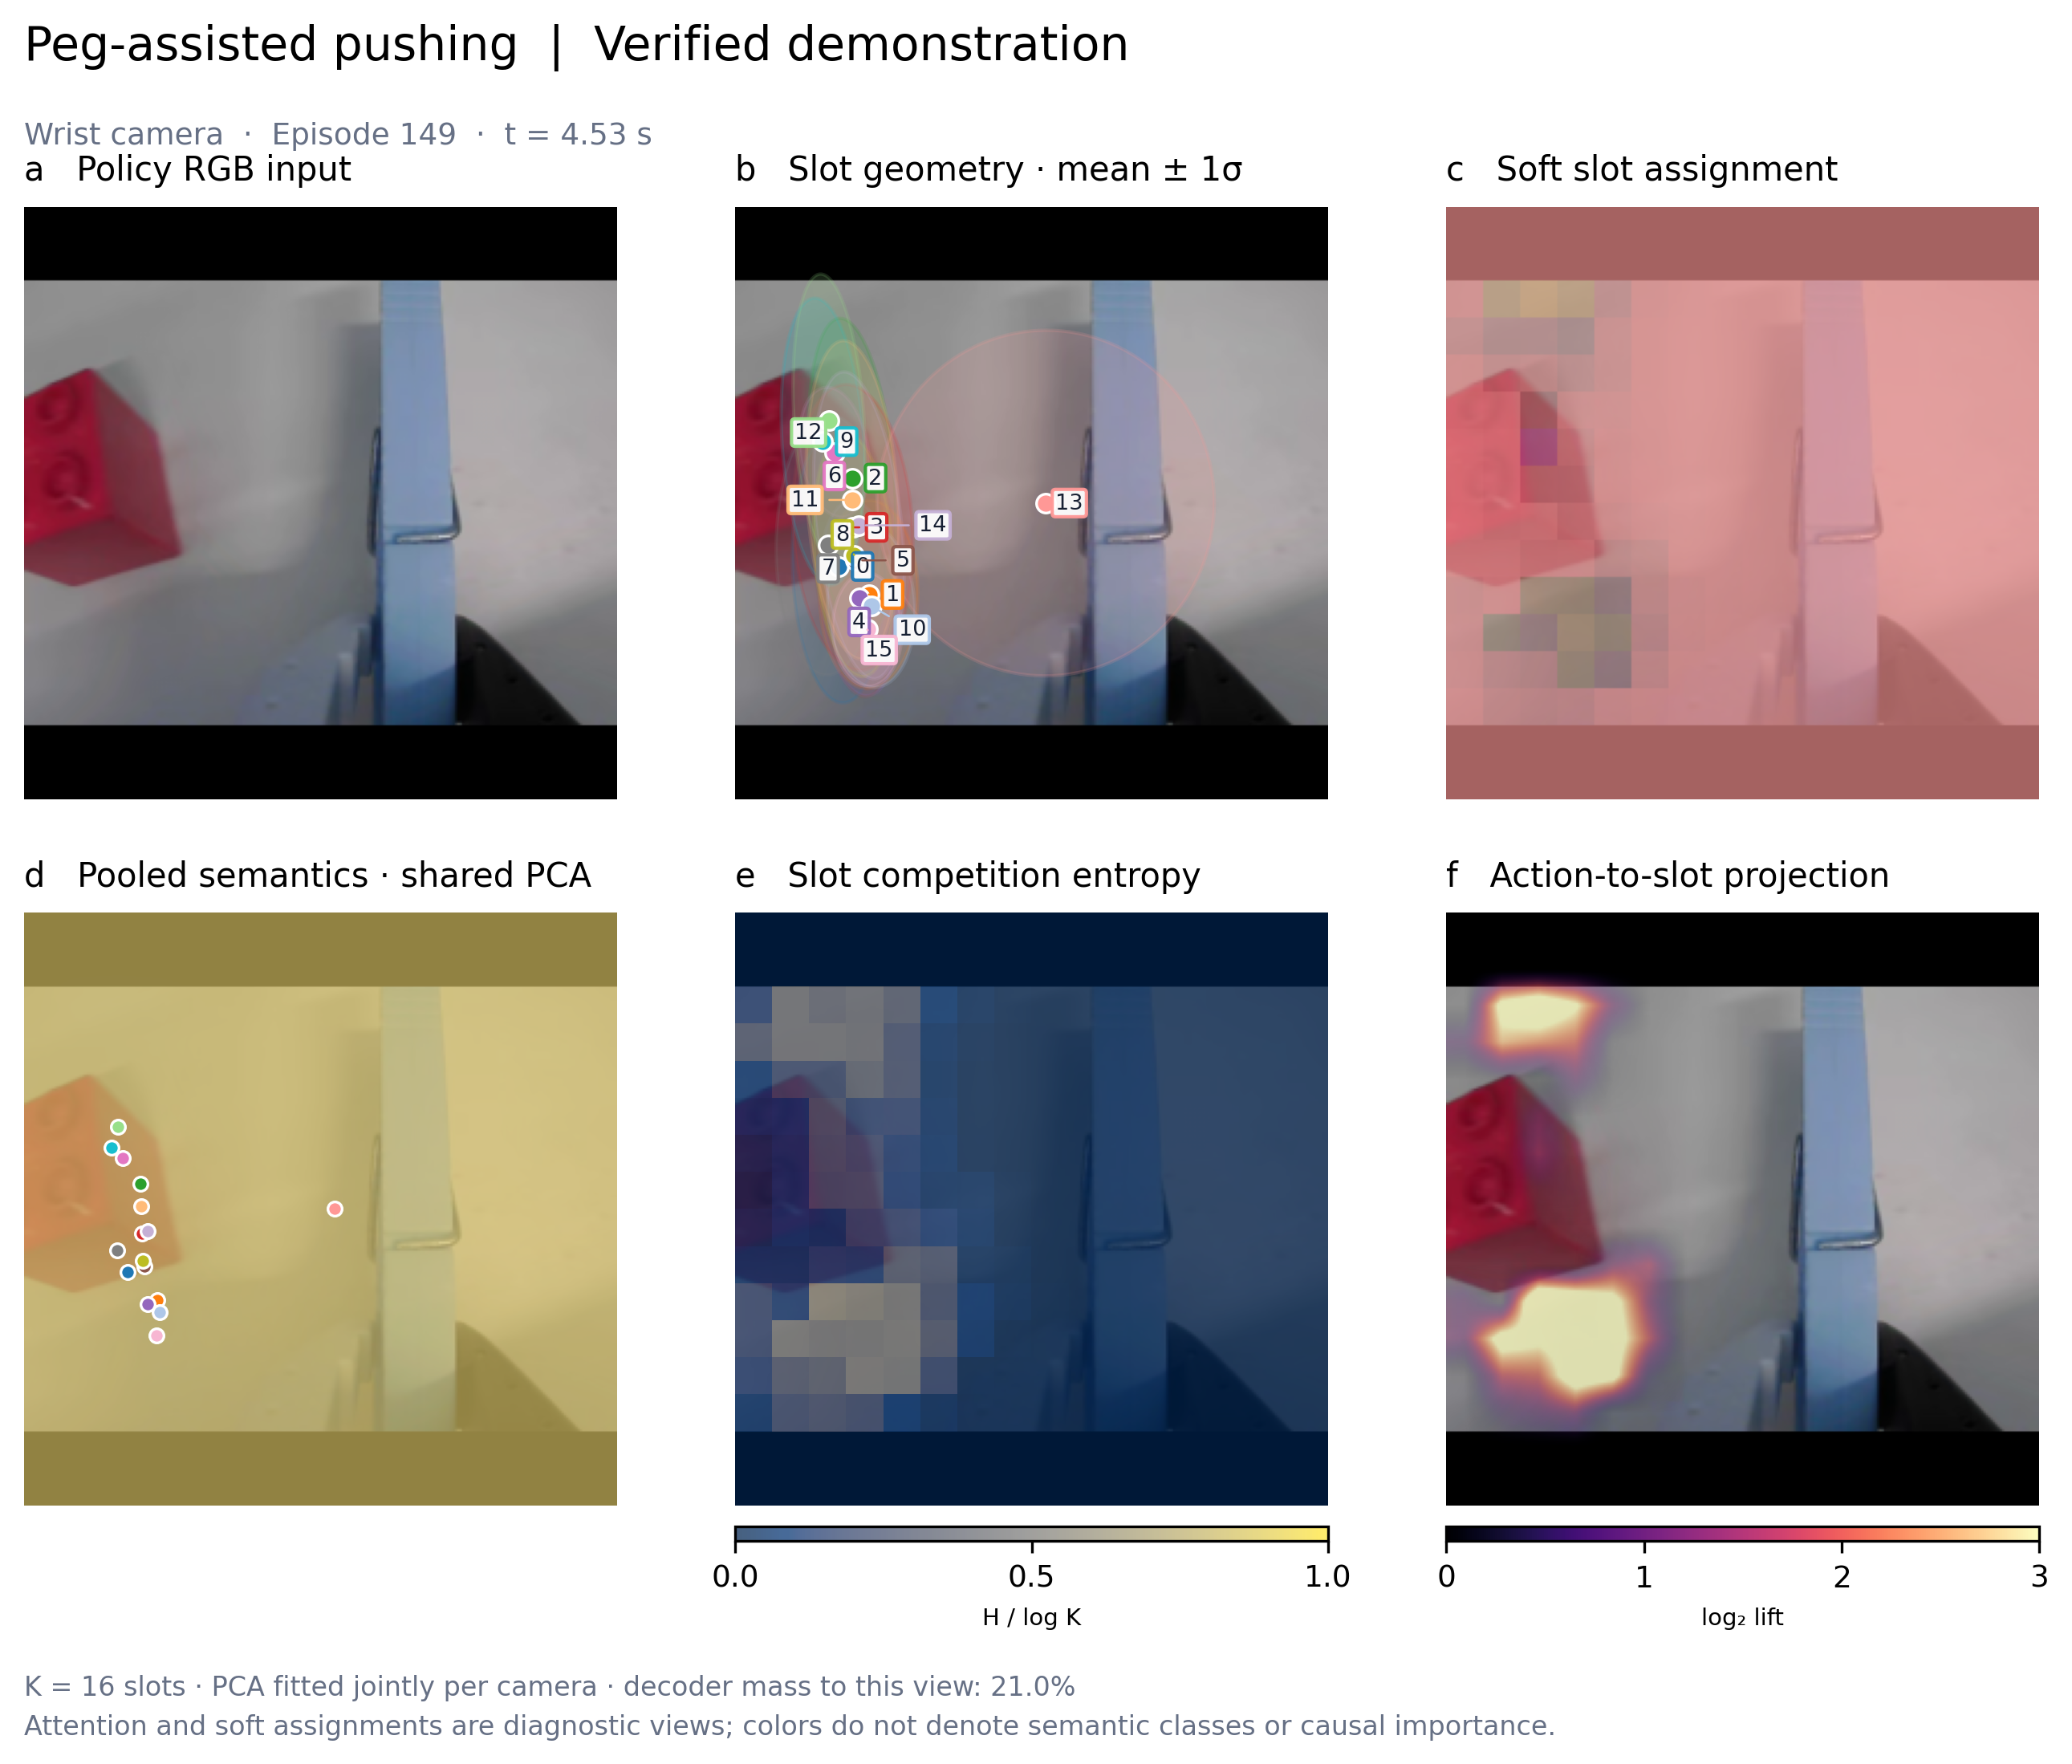 Peg-assisted pushing | Verified demonstration
Wrist camera · Episode 149 · t = 4.53 s
a Policy RGB input
b Slot geometry · mean ± 1σ
c Soft slot assignment
12
9
6
2
11
13
14
3
8
5
7
0
1
4
10
15
d Pooled semantics · shared PCA
e Slot competition entropy
f Action-to-slot projection
0.0 0.5 1.0
H / log K
0 1 2 3
log₂ lift
K = 16 slots · PCA fitted jointly per camera · decoder mass to this view: 21.0%
Attention and soft assignments are diagnostic views; colors do not denote semantic classes or causal importance.